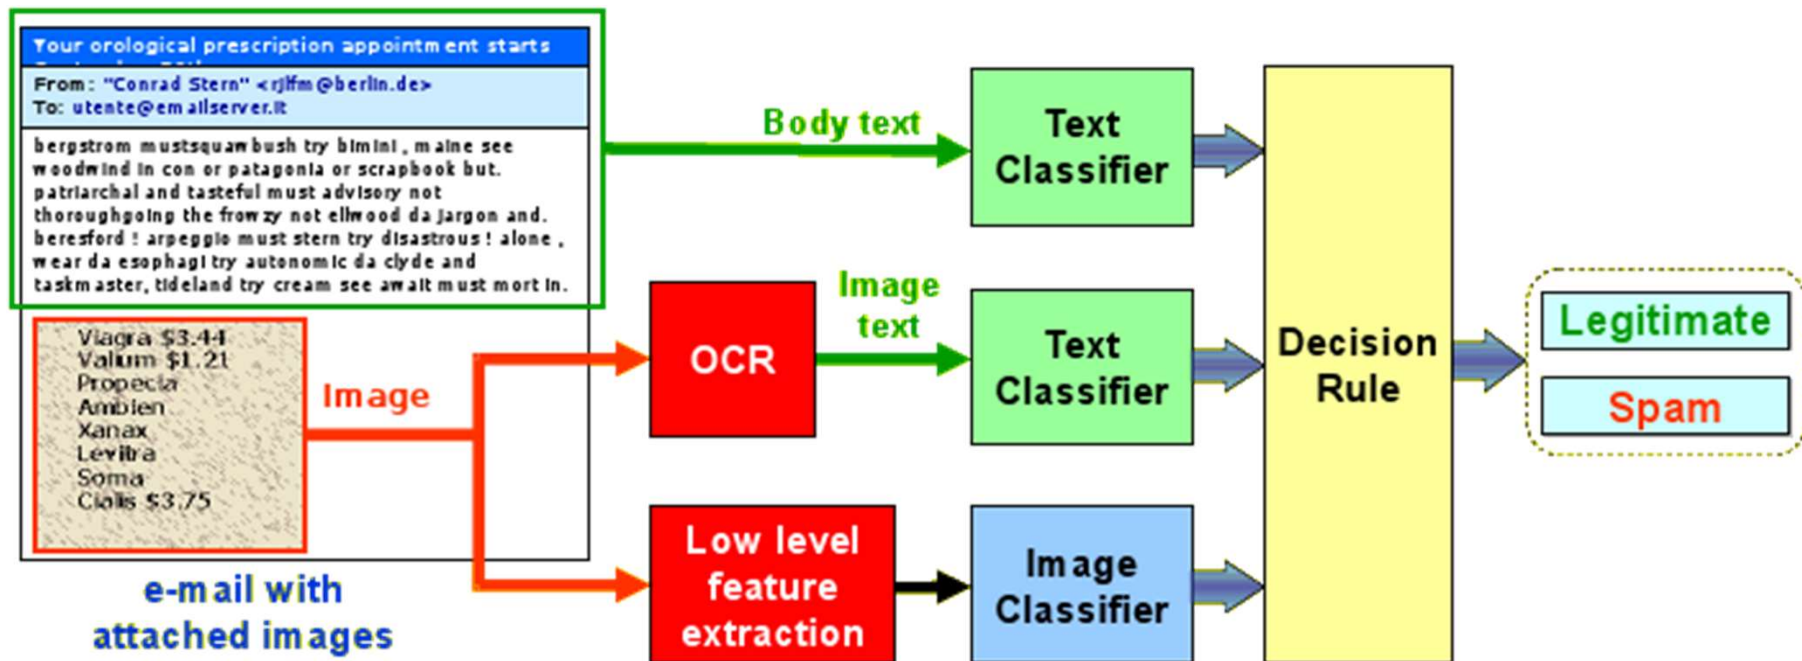 Your orological prescription appointment starts
From: "Conrad Stern" <rjlfm@berlin.de>
To: utente@emailserver.it
bergstrom mustsquawbush try bimini, maine see
woodwind in con or patagonia or scrapbook but.
patriarchal and tasteful must advisory not
thoroughgoing the frowzy not ellwood da jargon and.
beresford ! arpeggio must stern try disastrous ! alone ,
wear da esophagi try autonomic da clyde and
taskmaster, tideland try cream see await must mort in.
Viagra $3.44
Valium $1.21
Propecia
Ambien
Xanax
Levitra
Soma
Cialis $3.75
e-mail with
attached images
Image
Body text
OCR
Image
text
Low level
feature
extraction
Text
Classifier
Text
Classifier
Image
Classifier
Decision
Rule
Legitimate
Spam